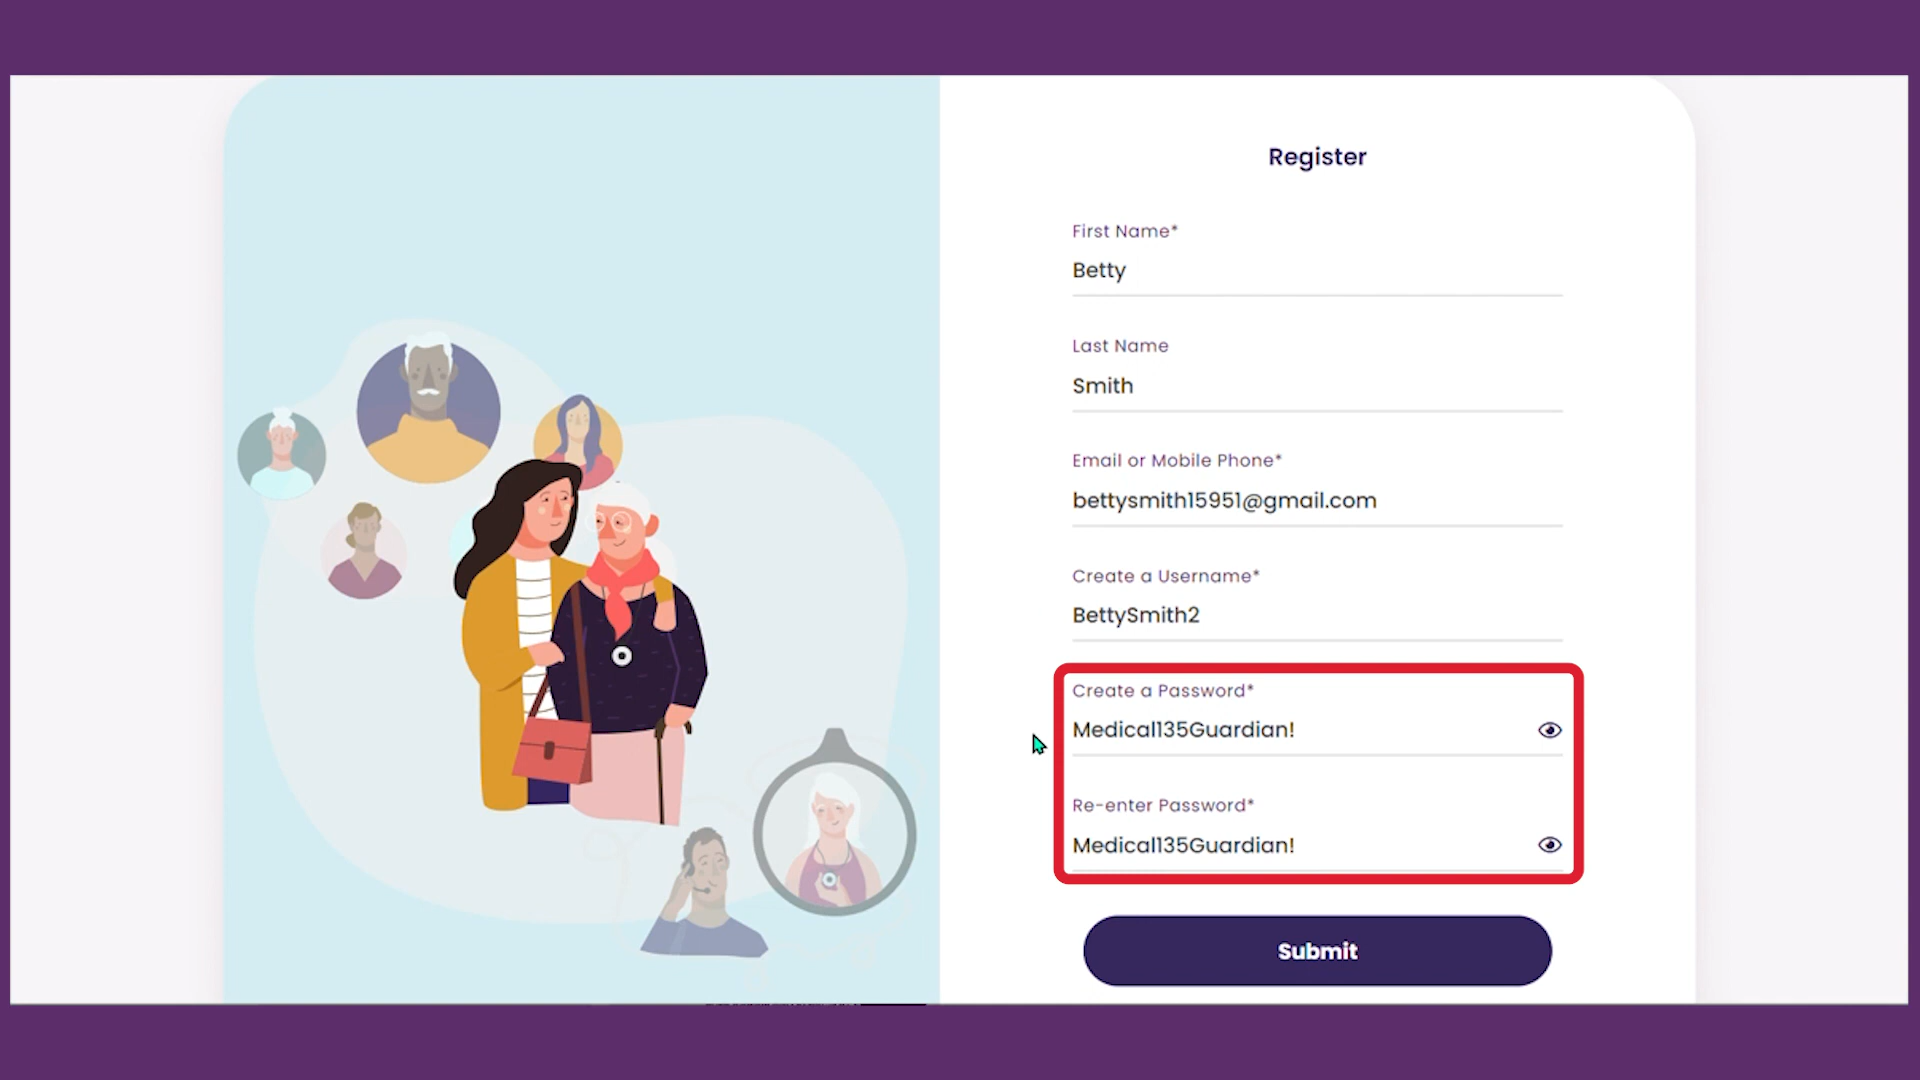 Register
First Name*
Betty
Last Name
Smith
Email or Mobile Phone*
bettysmith15951@gmail.com
Create a Username*
BettySmith2
Create a Password*
Medical135Guardian!
Re-enter Password*
Medical135Guardian!
Submit